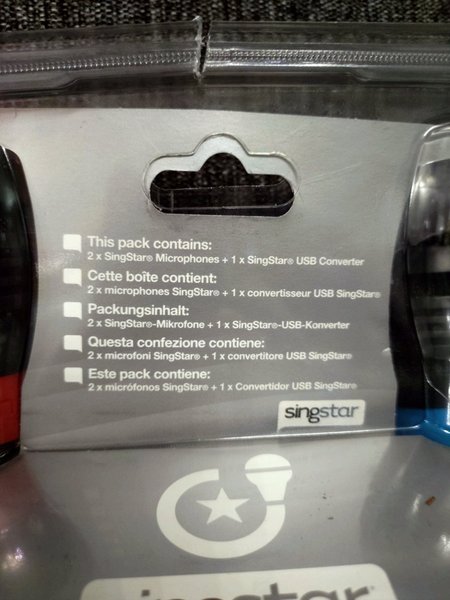 This pack contains:
2 x SingStar® Microphones + 1 x SingStar® USB Converter
Cette boîte contient:
2 x microphones SingStar® + 1 x convertisseur USB SingStar®
Packungsinhalt:
2 x SingStar®-Mikrofone + 1 x SingStar®-USB-Konverter
Questa confezione contiene:
2 x microfoni SingStar® + 1 x convertitore USB SingStar®
Este pack contiene:
2 x micrófonos SingStar® + 1 x Convertidor USB SingStar®
singstar
singstar®